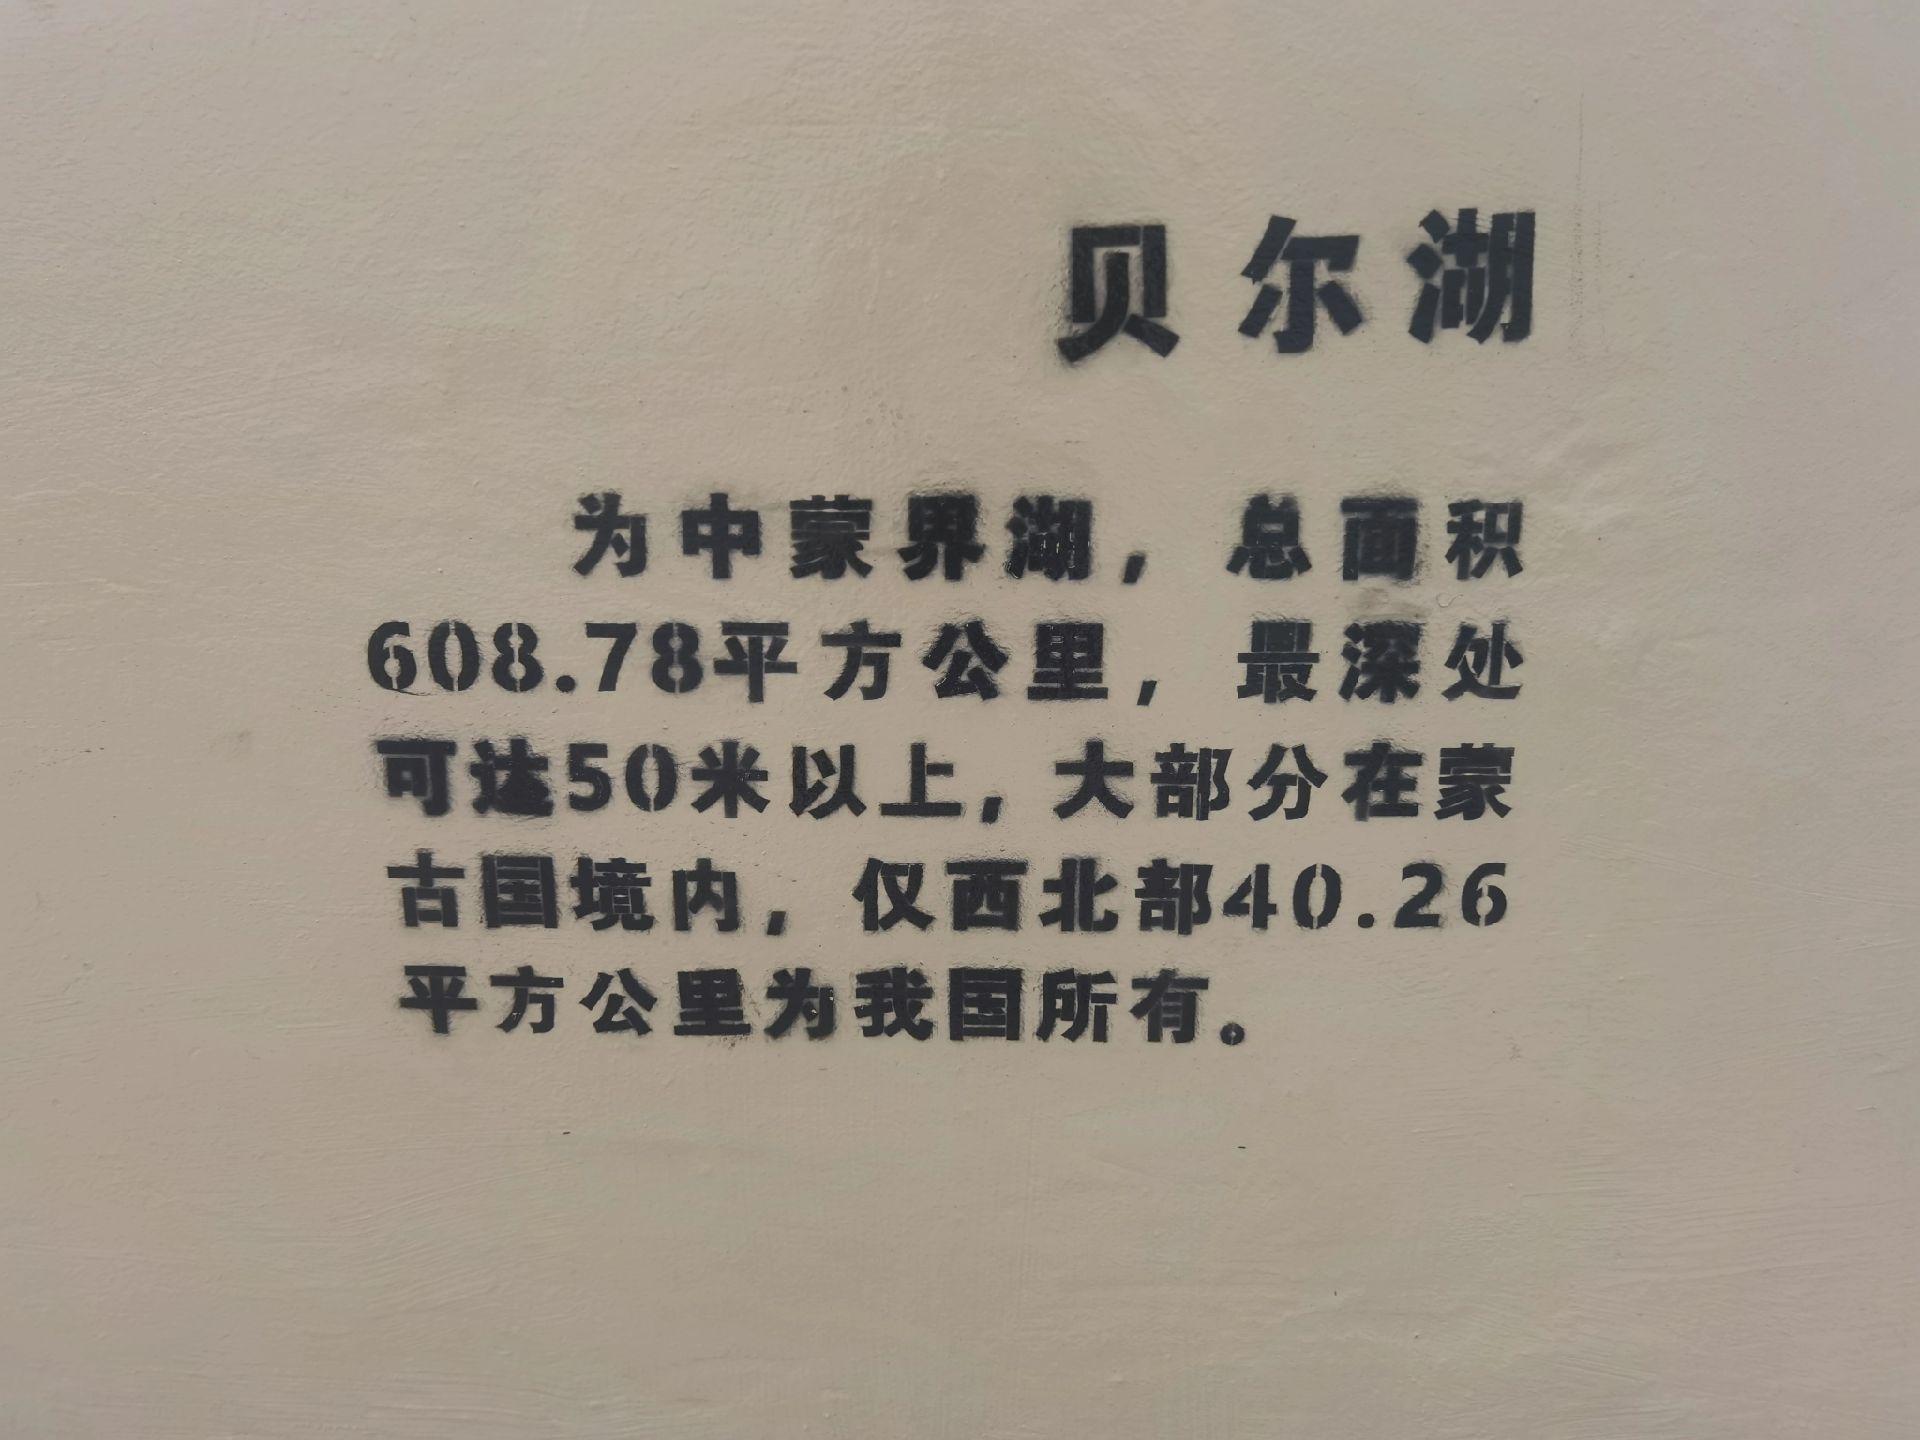 贝尔湖
为中蒙界湖，总面积
608.78平方公里，最深处
可达50米以上，大部分在蒙
古国境内，仅西北部40.26
平方公里为我国所有。